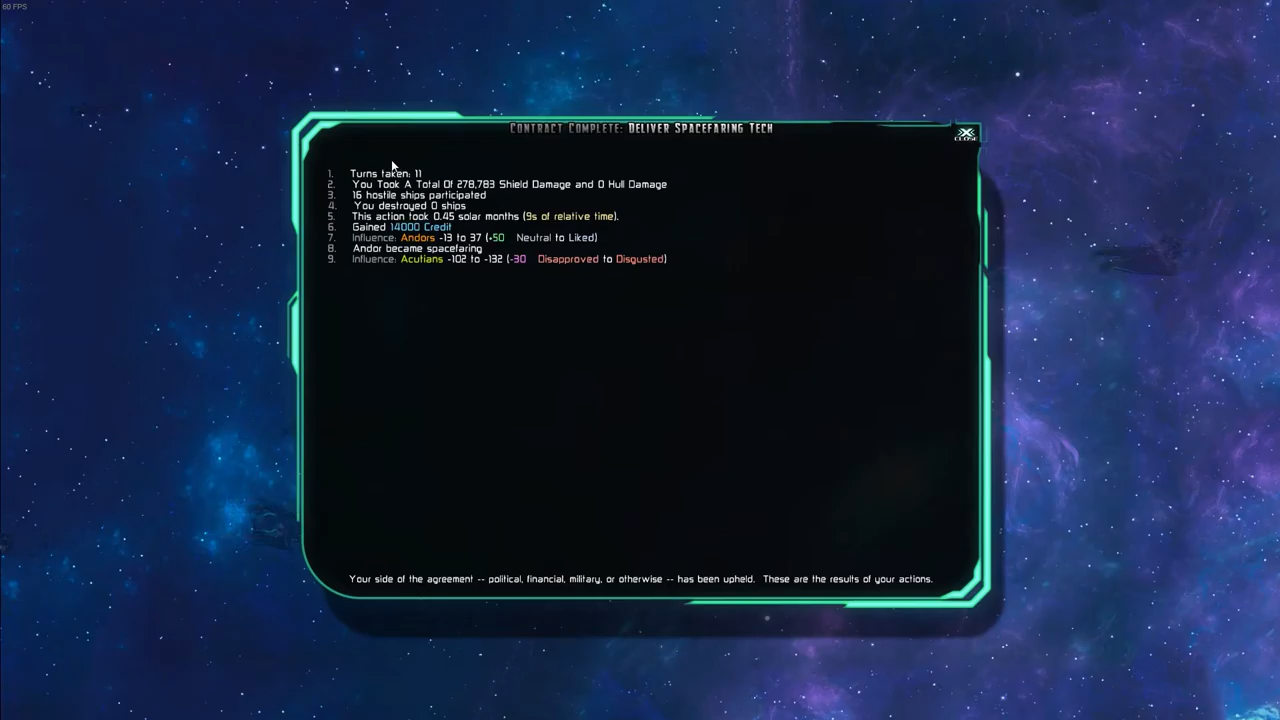 60 FPS
Contract Complete: Deliver Spacefaring Tech
CLOSE
1. Turns taken: 11
2. You Took A Total Of 278,783 Shield Damage and 0 Hull Damage
3. 16 hostile ships participated
4. You destroyed 0 ships
5. This action took 0.45 solar months (9s of relative time).
6. Gained 14000 Credit
7. Influence: Andors -13 to 37 (+50 Neutral to Liked)
8. Andor became spacefaring
9. Influence: Acutians -102 to -132 (-30 Disapproved to Disgusted)
Your side of the agreement -- political, financial, military, or otherwise -- has been upheld. These are the results of your actions.